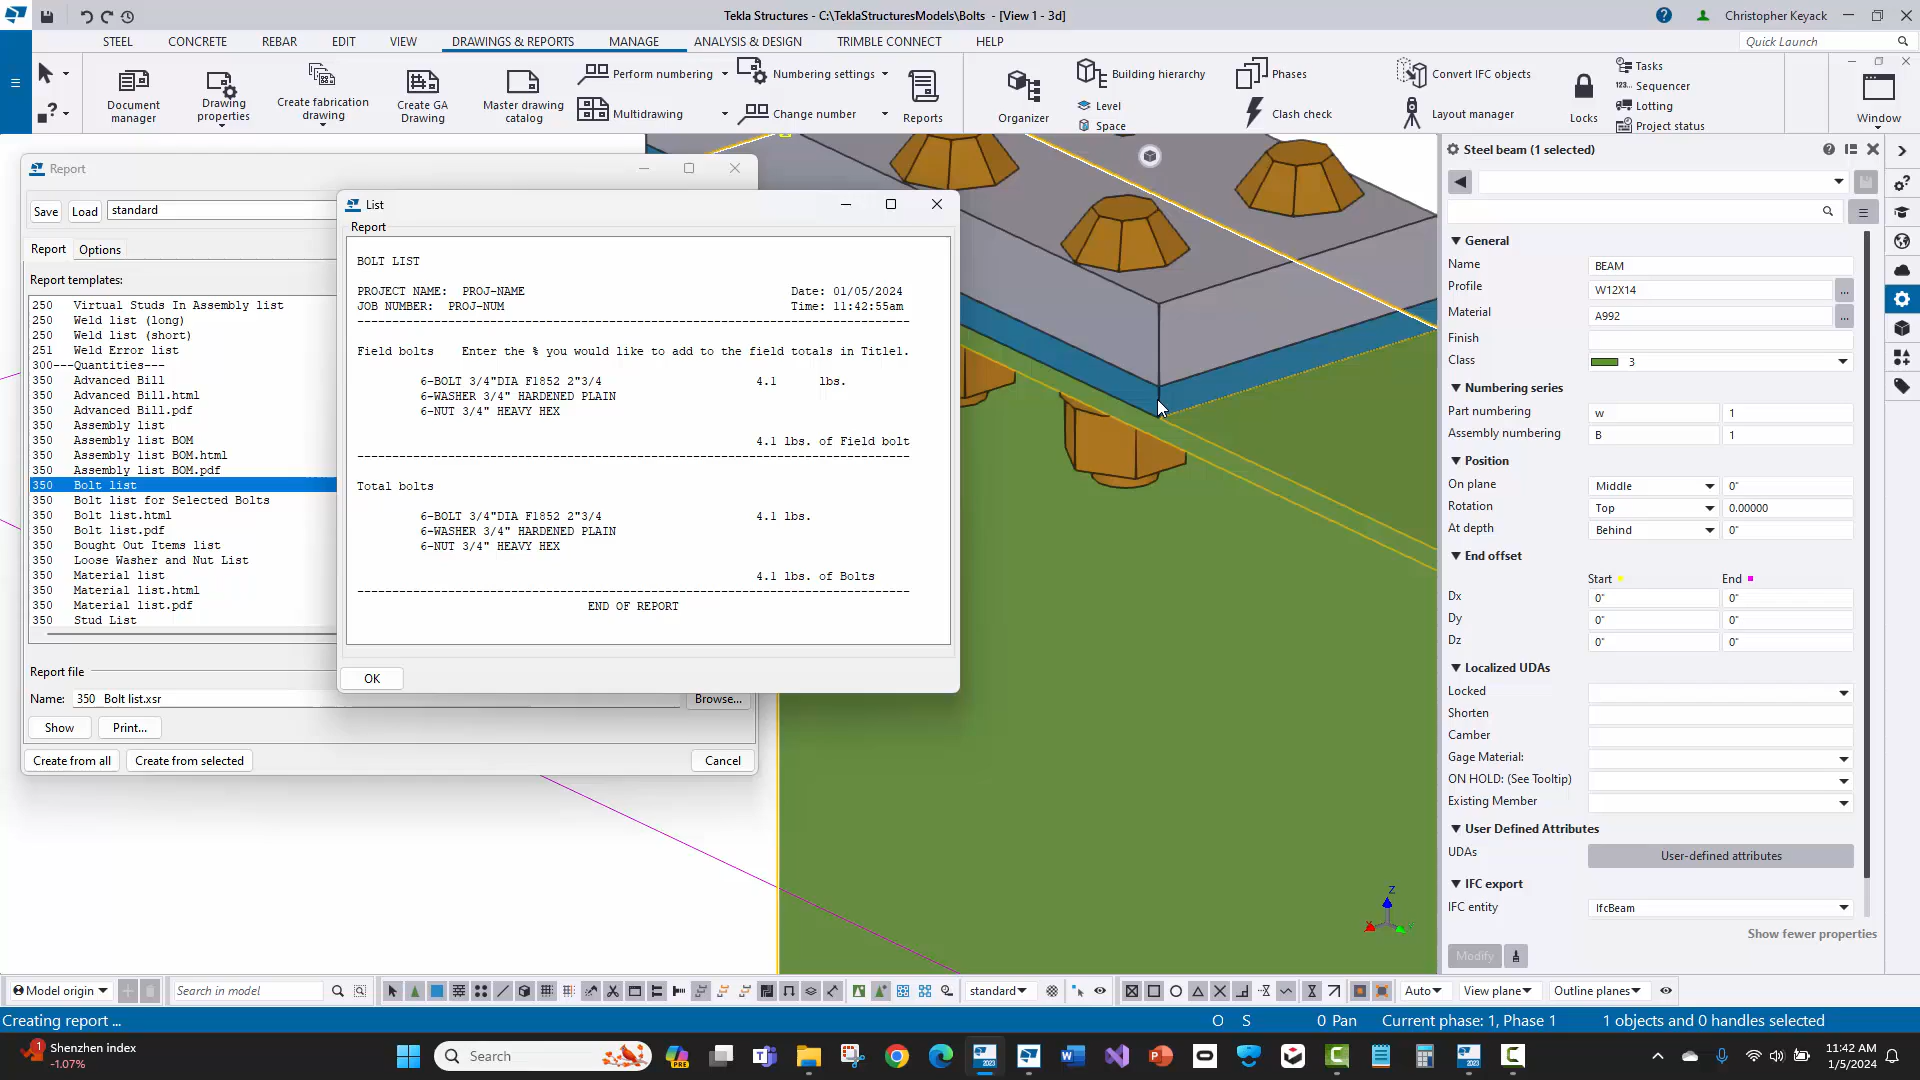 Tekla Structures - C:\TeklaStructuresModels\Bolts - [View 1 - 3d]
Christopher Keyack
STEEL CONCRETE REBAR EDIT VIEW DRAWINGS & REPORTS MANAGE ANALYSIS & DESIGN TRIMBLE CONNECT HELP
Quick Launch
Document manager
Drawing properties
Create fabrication drawing
Create GA Drawing
Master drawing catalog
Perform numbering
Multidrawing
Numbering settings
Change number
Reports
Organizer
Building hierarchy
Level
Space
Phases
Clash check
Convert IFC objects
Layout manager
Locks
Tasks
Sequencer
Lotting
Project status
Window
Report
Save Load standard
Report Options
Report templates:
250 Virtual Studs In Assembly list
250 Weld list (long)
250 Weld list (short)
251 Weld Error list
300---Quantities---
350 Advanced Bill
350 Advanced Bill.html
350 Advanced Bill.pdf
350 Assembly list
350 Assembly list BOM
350 Assembly list BOM.html
350 Assembly list BOM.pdf
350 Bolt list
350 Bolt list for Selected Bolts
350 Bolt list.html
350 Bolt list.pdf
350 Bought Out Items list
350 Loose Washer and Nut List
350 Material list
350 Material list.html
350 Material list.pdf
350 Stud List
Report file
Name: 350 Bolt list.xsr Browse...
Show Print...
Create from all Create from selected Cancel
List
Report
BOLT LIST
PROJECT NAME: PROJ-NAME Date: 01/05/2024
JOB NUMBER: PROJ-NUM Time: 11:42:55am
Field bolts Enter the % you would like to add to the field totals in Title1.
6-BOLT 3/4"DIA F1852 2"3/4 4.1 lbs.
6-WASHER 3/4" HARDENED PLAIN
6-NUT 3/4" HEAVY HEX
4.1 lbs. of Field bolt
Total bolts
6-BOLT 3/4"DIA F1852 2"3/4 4.1 lbs.
6-WASHER 3/4" HARDENED PLAIN
6-NUT 3/4" HEAVY HEX
4.1 lbs. of Bolts
END OF REPORT
OK
Z
Steel beam (1 selected)
General
Name BEAM
Profile W12X14 ...
Material A992 ...
Finish
Class 3
Numbering series
Part numbering w 1
Assembly numbering B 1
Position
On plane Middle 0"
Rotation Top 0.00000
At depth Behind 0"
End offset
Start End
Dx 0" 0"
Dy 0" 0"
Dz 0" 0"
Localized UDAs
Locked
Shorten
Camber
Gage Material:
ON HOLD: (See Tooltip)
Existing Member
User Defined Attributes
UDAs User-defined attributes
IFC export
IFC entity IfcBeam
Show fewer properties
Modify
Model origin Search in model standard Auto View plane Outline planes
Creating report ... O S 0 Pan Current phase: 1, Phase 1 1 objects and 0 handles selected
1 Shenzhen index
-1.07%
Search
PRE
11:42 AM
1/5/2024